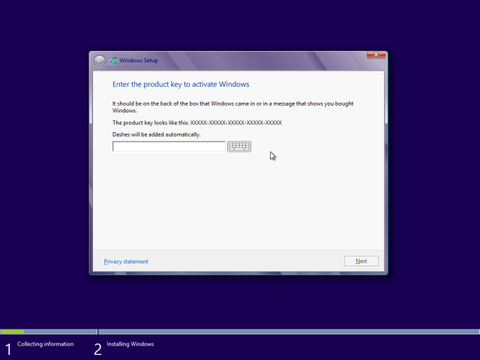 Windows Setup
Enter the product key to activate Windows
It should be on the back of the box that Windows came in or in a message that shows you bought
Windows.
The product key looks like this: XXXXX-XXXXX-XXXXX-XXXXX-XXXXX
Dashes will be added automatically.
Privacy statement
Next
1 Collecting information 2 Installing Windows